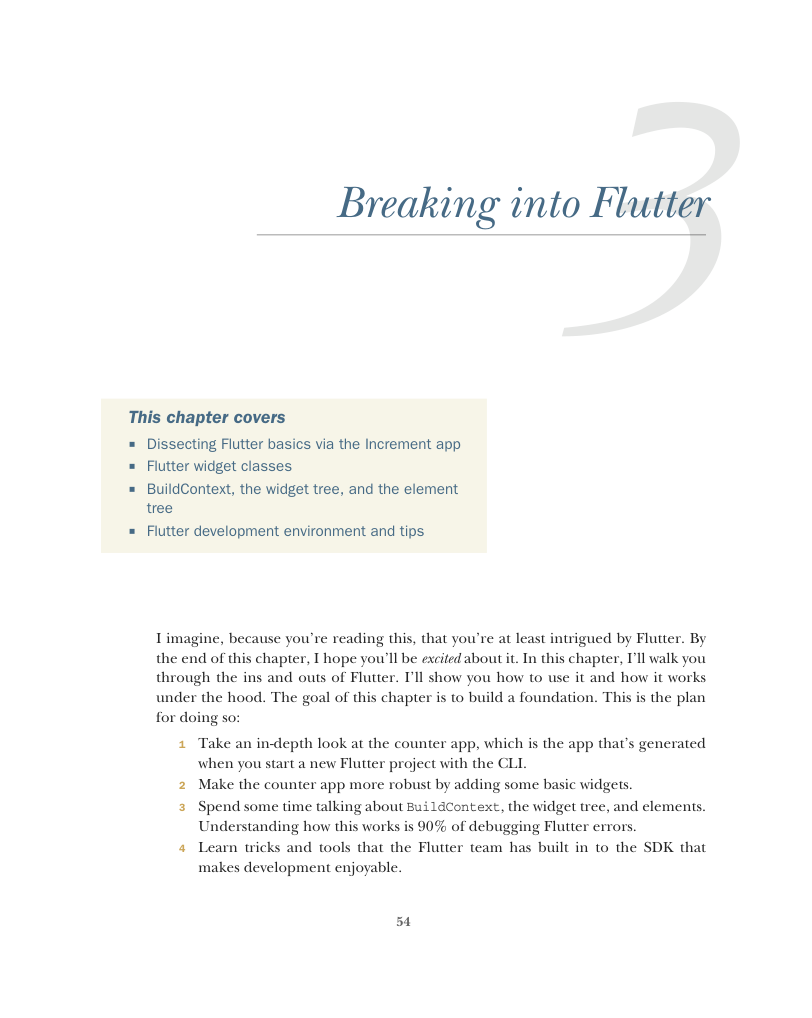 3
Breaking into Flutter
This chapter covers
■ Dissecting Flutter basics via the Increment app
■ Flutter widget classes
■ BuildContext, the widget tree, and the element
tree
■ Flutter development environment and tips
I imagine, because you’re reading this, that you’re at least intrigued by Flutter. By
the end of this chapter, I hope you’ll be excited about it. In this chapter, I’ll walk you
through the ins and outs of Flutter. I’ll show you how to use it and how it works
under the hood. The goal of this chapter is to build a foundation. This is the plan
for doing so:
1 Take an in-depth look at the counter app, which is the app that’s generated
when you start a new Flutter project with the CLI.
2 Make the counter app more robust by adding some basic widgets.
3 Spend some time talking about BuildContext, the widget tree, and elements.
Understanding how this works is 90% of debugging Flutter errors.
4 Learn tricks and tools that the Flutter team has built in to the SDK that
makes development enjoyable.
54